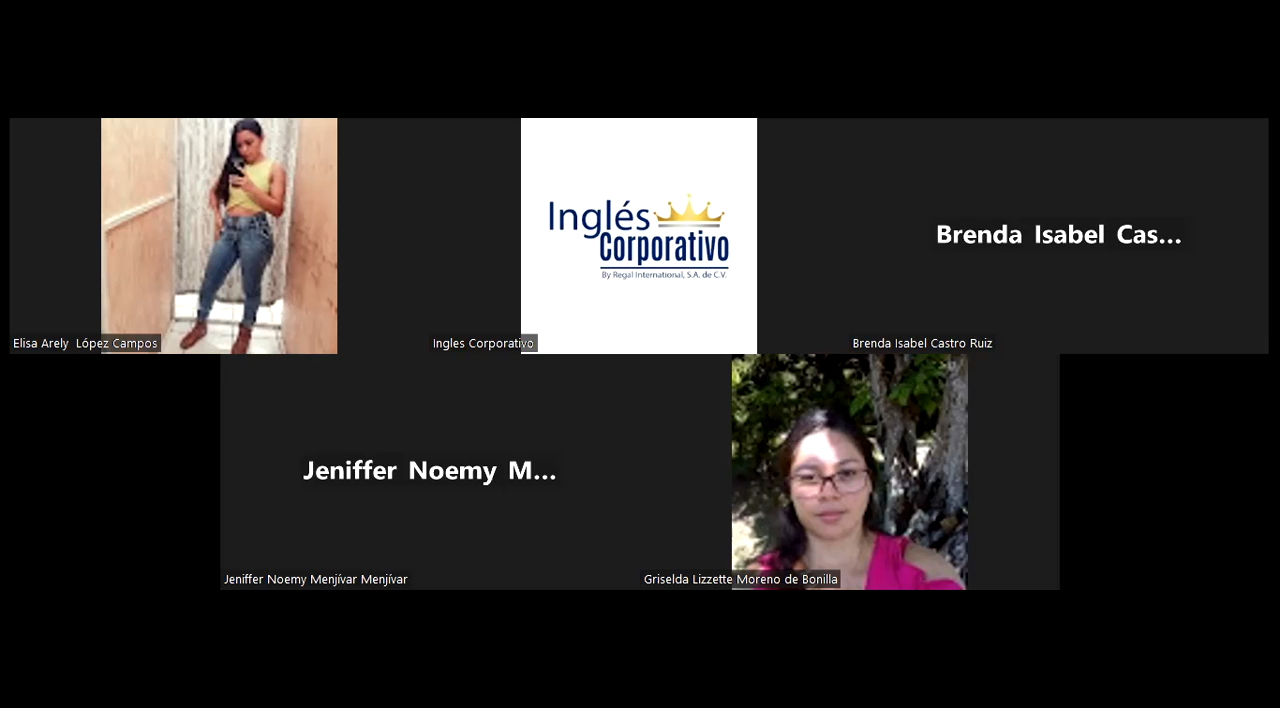 Inglés
Corporativo
By Regal International, S.A. de C.V.
Brenda Isabel Cas...
Elisa Arely López Campos
Ingles Corporativo
Brenda Isabel Castro Ruiz
Jeniffer Noemy M...
Jeniffer Noemy Menjívar Menjívar
Griselda Lizzette Moreno de Bonilla